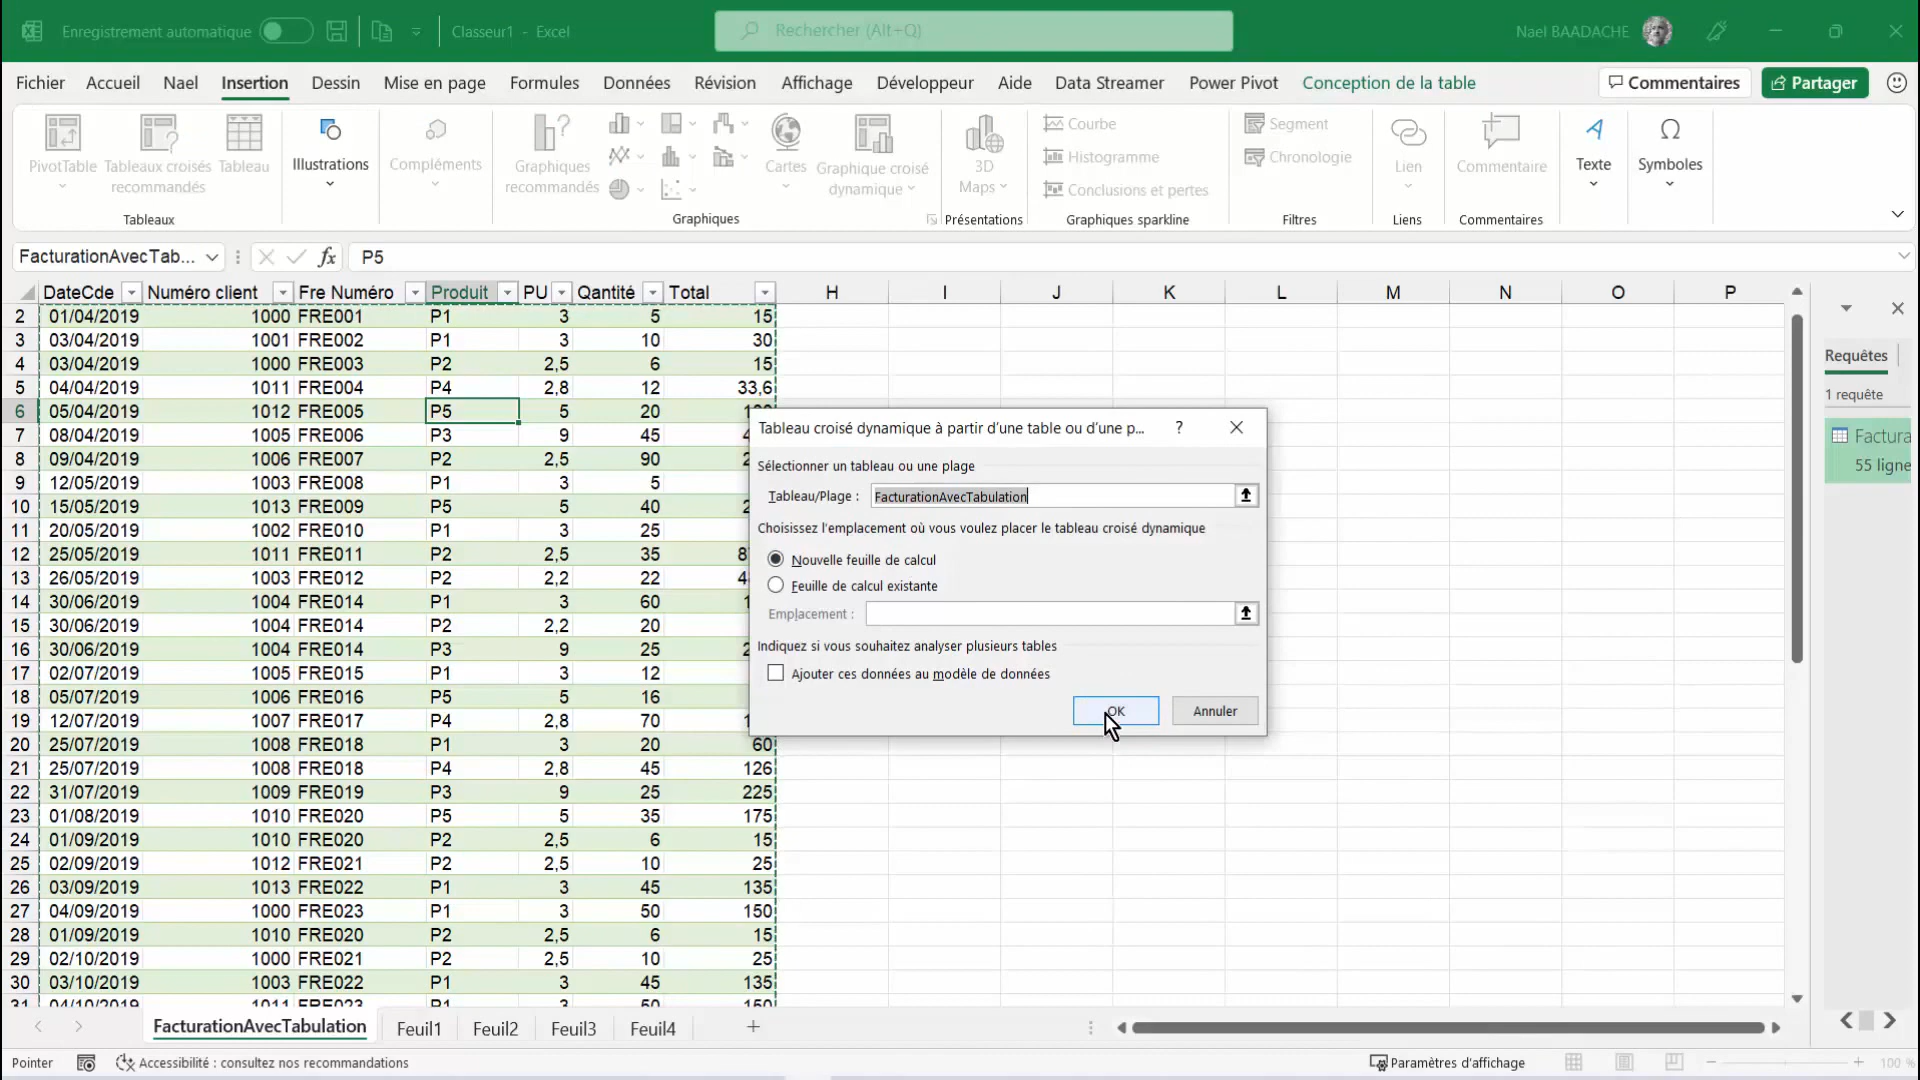 Enregistrement automatique Classeur1 - Excel Rechercher (Alt+Q) Nael BAADACHE
Fichier Accueil Nael Insertion Dessin Mise en page Formules Données Révision Affichage Développeur Aide Data Streamer Power Pivot Conception de la table Commentaires Partager
PivotTable Tableaux croisés recommandés Tableau Illustrations Compléments Graphiques recommandés Cartes Graphique croisé dynamique 3D Maps Courbe Histogramme Conclusions et pertes Segment Chronologie Lien Commentaire Texte Symboles
Tableaux Graphiques Présentations Graphiques sparkline Filtres Liens Commentaires
FacturationAvecTab... fx P5
DateCde Numéro client Fre Numéro Produit PU Qantité Total H I J K L M N O P
2 01/04/2019 1000 FRE001 P1 3 5 15
3 03/04/2019 1001 FRE002 P1 3 10 30
4 03/04/2019 1000 FRE003 P2 2,5 6 15
5 04/04/2019 1011 FRE004 P4 2,8 12 33,6
6 05/04/2019 1012 FRE005 P5 5 20
7 08/04/2019 1005 FRE006 P3 9 45
8 09/04/2019 1006 FRE007 P2 2,5 90
9 12/05/2019 1003 FRE008 P1 3 5
10 15/05/2019 1013 FRE009 P5 5 40
11 20/05/2019 1002 FRE010 P1 3 25
12 25/05/2019 1011 FRE011 P2 2,5 35
13 26/05/2019 1003 FRE012 P2 2,2 22
14 30/06/2019 1004 FRE014 P1 3 60
15 30/06/2019 1004 FRE014 P2 2,2 20
16 30/06/2019 1004 FRE014 P3 9 25
17 02/07/2019 1005 FRE015 P1 3 12
18 05/07/2019 1006 FRE016 P5 5 16
19 12/07/2019 1007 FRE017 P4 2,8 70
20 25/07/2019 1008 FRE018 P1 3 20 60
21 25/07/2019 1008 FRE018 P4 2,8 45 126
22 31/07/2019 1009 FRE019 P3 9 25 225
23 01/08/2019 1010 FRE020 P5 5 35 175
24 01/09/2019 1010 FRE020 P2 2,5 6 15
25 02/09/2019 1012 FRE021 P2 2,5 10 25
26 03/09/2019 1013 FRE022 P1 3 45 135
27 04/09/2019 1000 FRE023 P1 3 50 150
28 01/09/2019 1010 FRE020 P2 2,5 6 15
29 02/10/2019 1000 FRE021 P2 2,5 10 25
30 03/10/2019 1003 FRE022 P1 3 45 135
31 04/10/2019 1011 FRE023 P1 3 50 150
Tableau croisé dynamique à partir d'une table ou d'une p... ?
Sélectionner un tableau ou une plage
Tableau/Plage : FacturationAvecTabulation
Choisissez l'emplacement où vous voulez placer le tableau croisé dynamique
Nouvelle feuille de calcul
Feuille de calcul existante
Emplacement :
Indiquez si vous souhaitez analyser plusieurs tables
Ajouter ces données au modèle de données
OK Annuler
Requêtes
1 requête
Factura
55 ligne
FacturationAvecTabulation Feuil1 Feuil2 Feuil3 Feuil4 +
Pointer Accessibilité : consultez nos recommandations Paramètres d'affichage 100 %